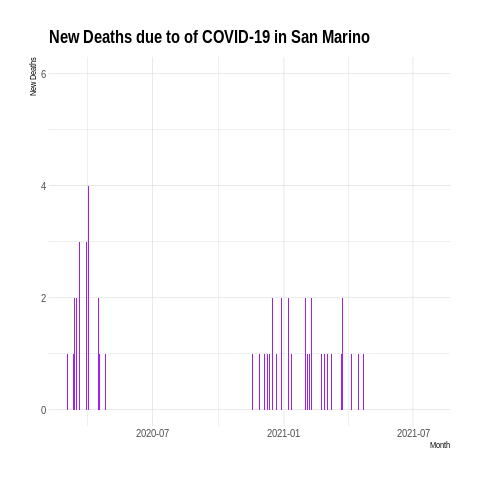 New Deaths due to of COVID-19 in San Marino
New Deaths
6
4
2
0
2020-07
2021-01
2021-07
Month